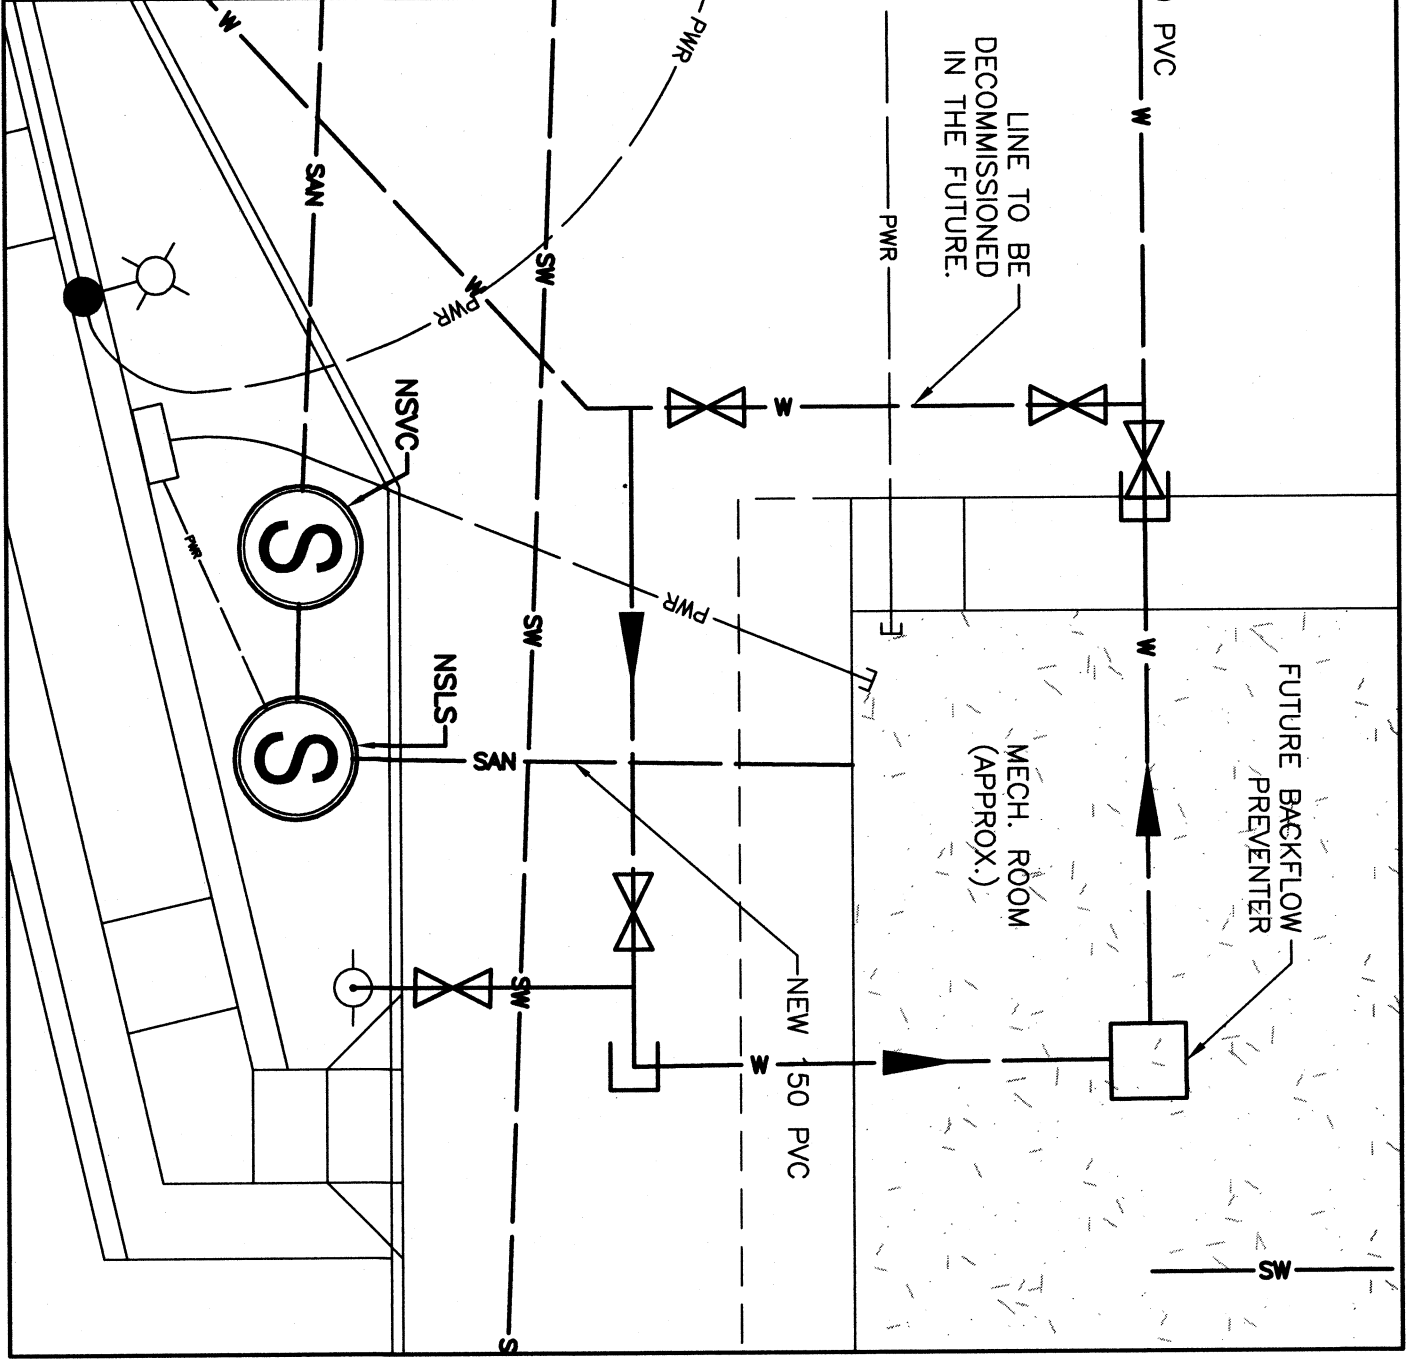 PVC
W
LINE TO BE
DECOMMISSIONED
IN THE FUTURE.
PWR
PWR
SW
W
PWR
SAN
W
W
W
FUTURE BACKFLOW
PREVENTER
MECH. ROOM
(APPROX.)
PWR
SW
NSVC
S
PWR
NSLS
S
SAN
NEW 150 PVC
W
SW
SW
S